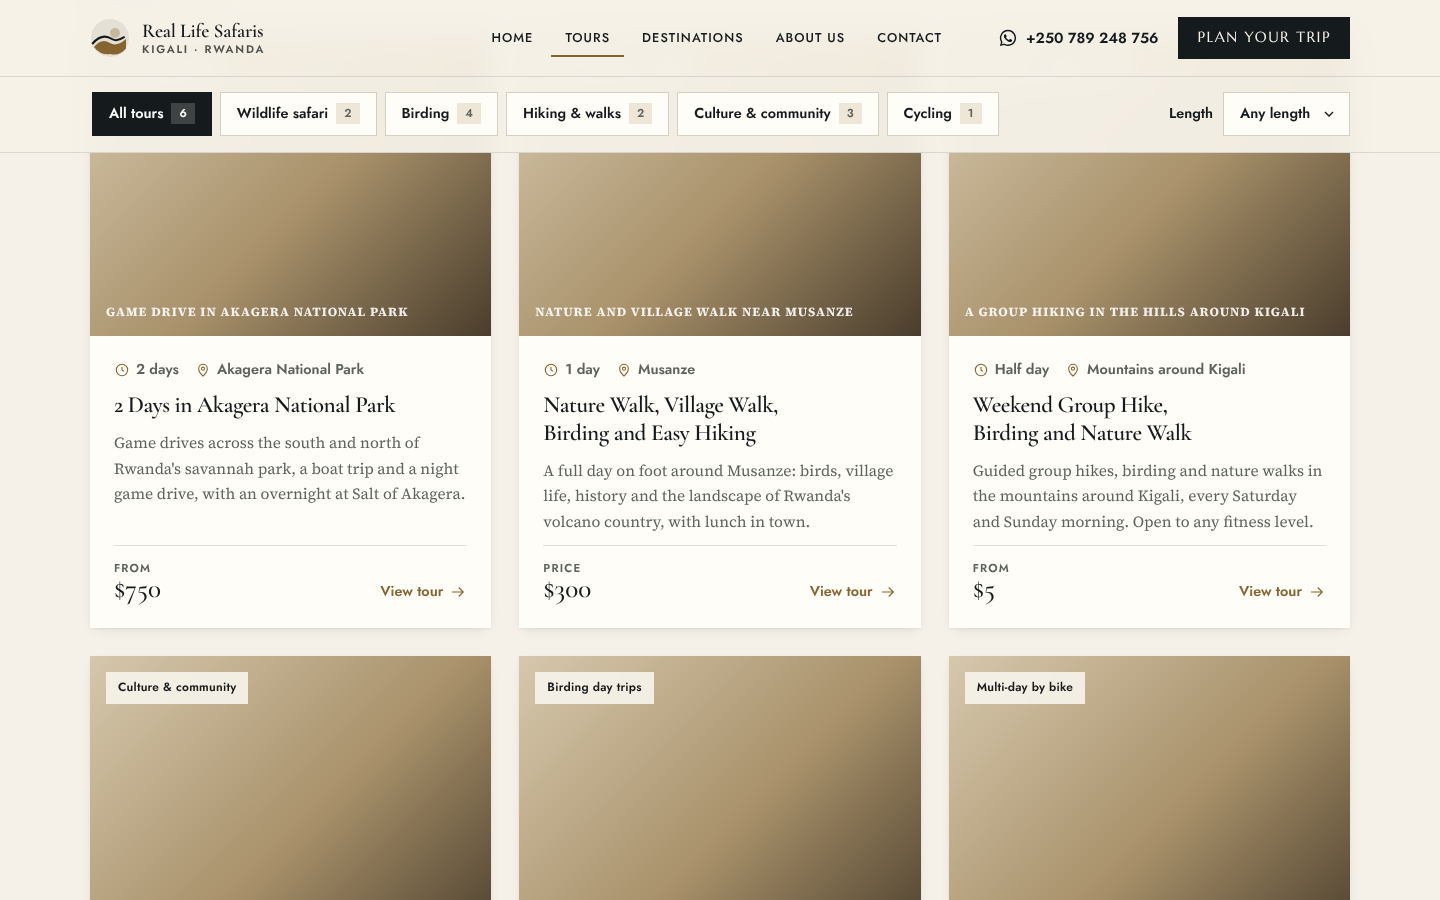 Real Life Safaris
KIGALI · RWANDA
HOME
TOURS
DESTINATIONS
ABOUT US
CONTACT
+250 789 248 756
PLAN YOUR TRIP
All tours 6
Wildlife safari 2
Birding 4
Hiking & walks 2
Culture & community 3
Cycling 1
Length
Any length
GAME DRIVE IN AKAGERA NATIONAL PARK
2 days
Akagera National Park
2 Days in Akagera National Park
Game drives across the south and north of
Rwanda's savannah park, a boat trip and a night
game drive, with an overnight at Salt of Akagera.
FROM
$750
View tour
NATURE AND VILLAGE WALK NEAR MUSANZE
1 day
Musanze
Nature Walk, Village Walk,
Birding and Easy Hiking
A full day on foot around Musanze: birds, village
life, history and the landscape of Rwanda's
volcano country, with lunch in town.
PRICE
$300
View tour
A GROUP HIKING IN THE HILLS AROUND KIGALI
Half day
Mountains around Kigali
Weekend Group Hike,
Birding and Nature Walk
Guided group hikes, birding and nature walks in
the mountains around Kigali, every Saturday
and Sunday morning. Open to any fitness level.
FROM
$5
View tour
Culture & community
Birding day trips
Multi-day by bike